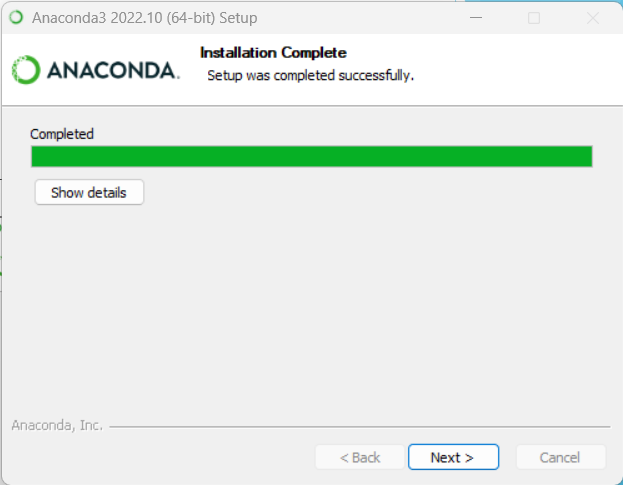 Anaconda3 2022.10 (64-bit) Setup
ANACONDA.
Installation Complete
Setup was completed successfully.
Completed
Show details
Anaconda, Inc.
< Back
Next >
Cancel